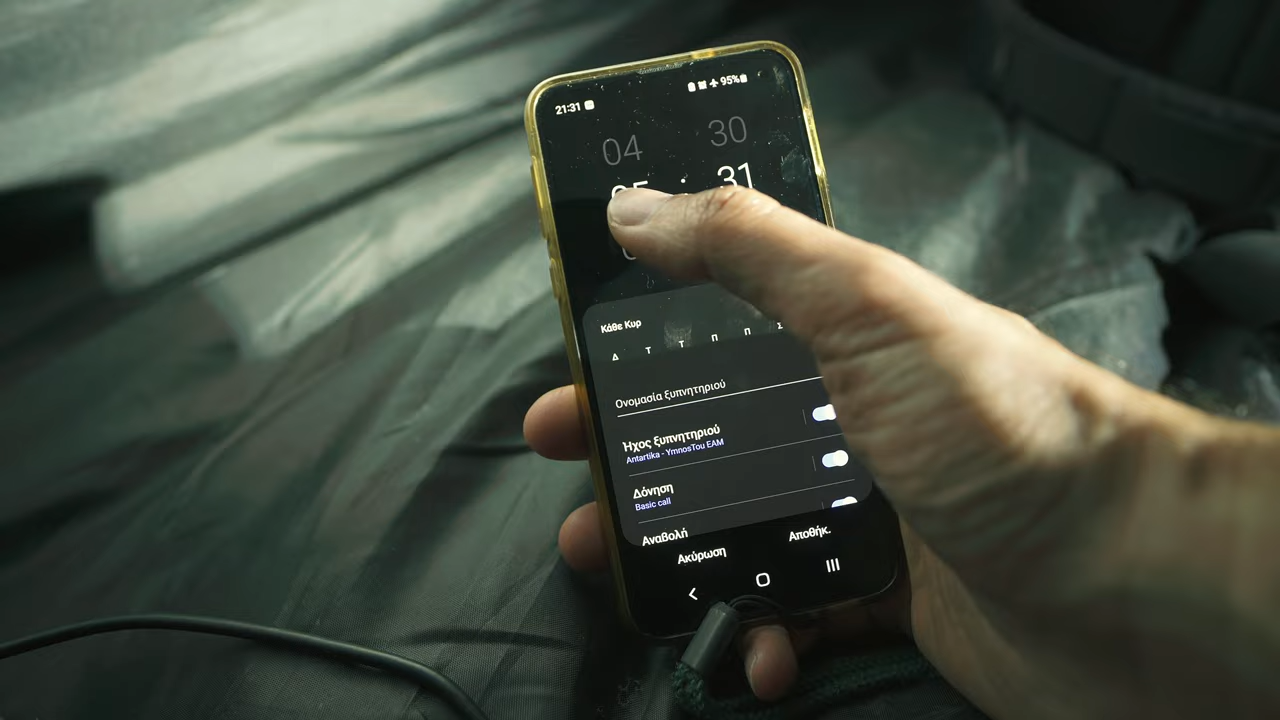 21:31 95%
04 30
05 : 31
Κάθε Κυρ
Δ Τ Τ Π Π Σ
Ονομασία ξυπνητηριού
Ήχος ξυπνητηριού
Antartika - YmnosTou EAM
Δόνηση
Basic call
Αναβολή
Ακύρωση Αποθήκ.